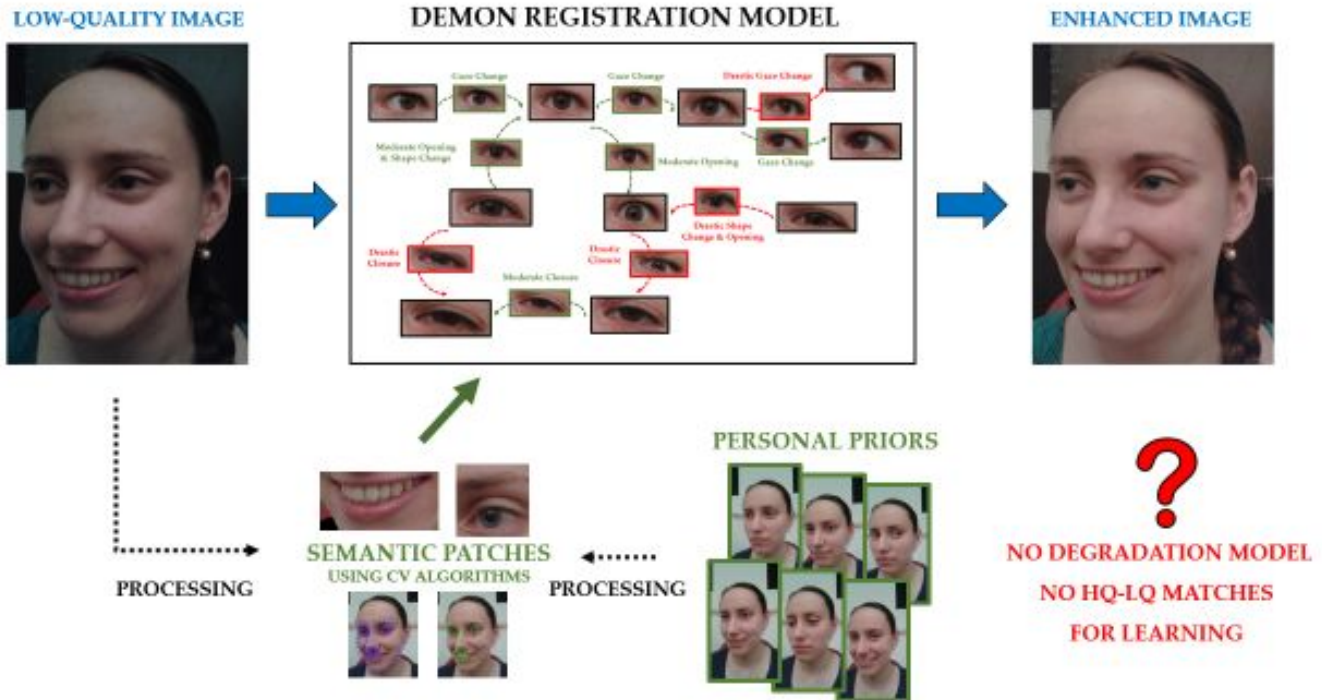 LOW-QUALITY IMAGE
DEMON REGISTRATION MODEL
ENHANCED IMAGE
Gaze Change
Gaze Change
Drastic Gaze Change
Moderate Opening
& Shape Change
Moderate Opening
Gaze Change
Drastic
Closure
Drastic Shape
Change & Opening
Drastic
Closure
Moderate Closure
PERSONAL PRIORS
SEMANTIC PATCHES
USING CV ALGORITHMS
PROCESSING
PROCESSING
?
NO DEGRADATION MODEL
NO HQ-LQ MATCHES
FOR LEARNING